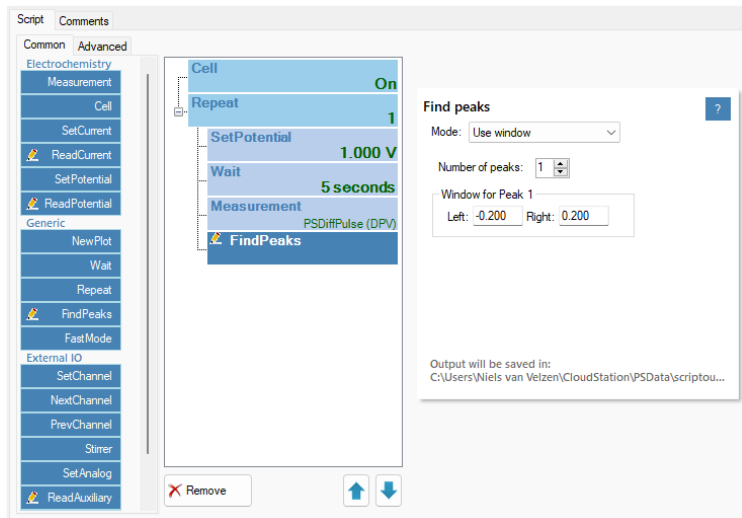 Script Comments
Common Advanced
Electrochemistry
Measurement
Cell
SetCurrent
ReadCurrent
SetPotential
ReadPotential
Generic
NewPlot
Wait
Repeat
FindPeaks
FastMode
External IO
SetChannel
NextChannel
PrevChannel
Stirrer
SetAnalog
ReadAuxiliary
Cell
On
Repeat
1
SetPotential
1.000 V
Wait
5 seconds
Measurement
PSDiffPulse (DPV)
FindPeaks
Remove
Find peaks ?
Mode: Use window
Number of peaks: 1
Window for Peak 1
Left: -0.200 Right: 0.200
Output will be saved in:
C:\Users\Niels van Velzen\CloudStation\PSData\scriptou...